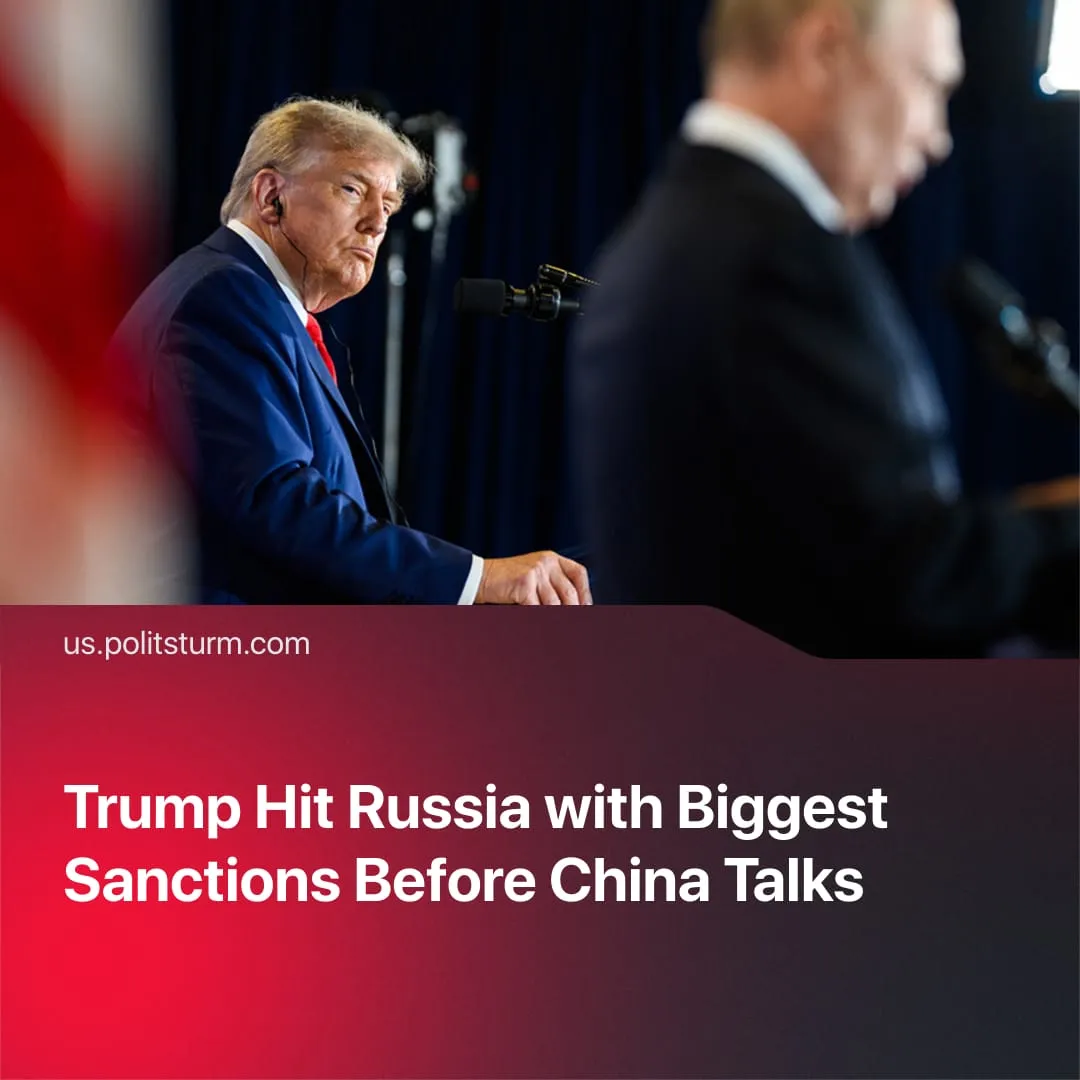 us.politsturm.com
Trump Hit Russia with Biggest
Sanctions Before China Talks